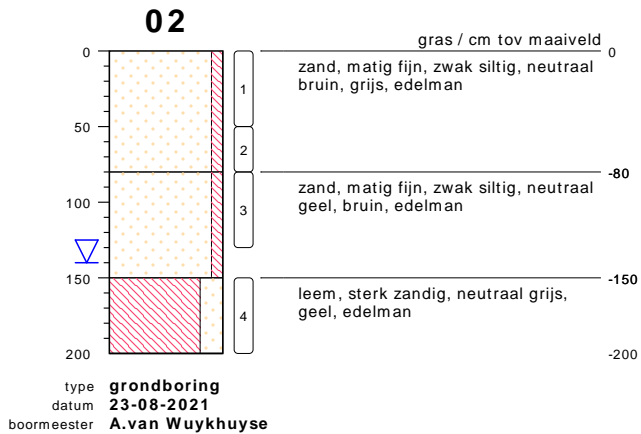 02
gras / cm tov maaiveld
0
0
zand, matig fijn, zwak siltig, neutraal
bruin, grijs, edelman
1
50
2
-80
zand, matig fijn, zwak siltig, neutraal
geel, bruin, edelman
100
3
150
-150
leem, sterk zandig, neutraal grijs,
geel, edelman
4
200
-200
type grondboring
datum 23-08-2021
boormeester A.van Wuykhuyse